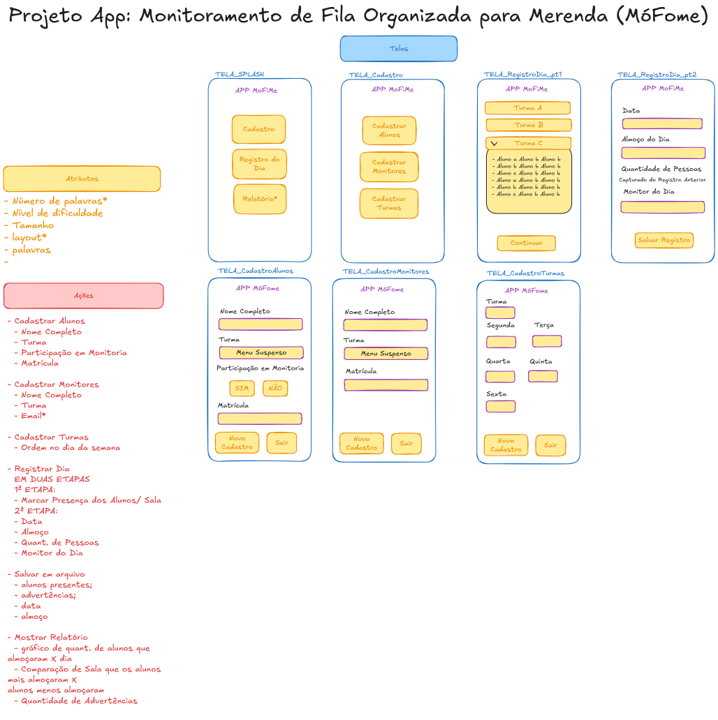 Projeto App: Monitoramento de Fila Organizada para Merenda (MóFome)
Telas
TELA_SPLASH
APP MoFiMe
Cadastro
Registro do
Dia
Relatório*
TELA_Cadastro
APP MoFiMe
Cadastrar
Alunos
Cadastrar
Monitores
Cadastrar
Turmas
TELA_RegistroDia_pt1
APP MoFiMe
Turma A
Turma B
Turma C
- Aluno a Aluno b Aluno b
- Aluno b Aluno b Aluno b
- Aluno c Aluno b Aluno b
- Aluno a Aluno b Aluno b
- Aluno b Aluno b Aluno b
- Aluno c Aluno b Aluno b
Continuar
TELA_RegistroDia_pt2
APP MoFiMe
Data
Almoço do Dia
Quantidade de Pessoas
Capturado do Registro Anterior
Monitor do Dia
Salvar Registro
Atributos
- Número de palavras*
- Nível de dificuldade
- Tamanho
- layout*
- palavras
-
Ações
- Cadastrar Alunos
- Nome Completo
- Turma
- Participação em Monitoria
- Matrícula
- Cadastrar Monitores
- Nome Completo
- Turma
- Email*
- Cadastrar Turmas
- Ordem no dia da semana
- Registrar Dia
EM DUAS ETAPAS
1ª ETAPA:
- Marcar Presença dos Alunos/ Sala
2ª ETAPA:
- Data
- Almoço
- Quant. de Pessoas
- Monitor do Dia
- Salvar em arquivo
- alunos presentes;
- advertências;
- data
- almoço
- Mostrar Relatório
- gráfico de quant. de alunos que
almoçaram X dia
- Comparação de Sala que os alunos
mais almoçaram X
alunos menos almoçaram
- Quantidade de Advertências
TELA_CadastroAlunos
APP MóFome
Nome Completo
Turma
Menu Suspenso
Participação em Monitoria
SIM
NÃO
Matrícula
Novo
Cadastro
Sair
TELA_CadastroMonitores
APP MóFome
Nome Completo
Turma
Menu Suspenso
Matrícula
Novo
Cadastro
Sair
TELA_CadastroTurmas
APP MóFome
Turma
Segunda
Terça
Quarta
Quinta
Sexta
Novo
Cadastro
Sair